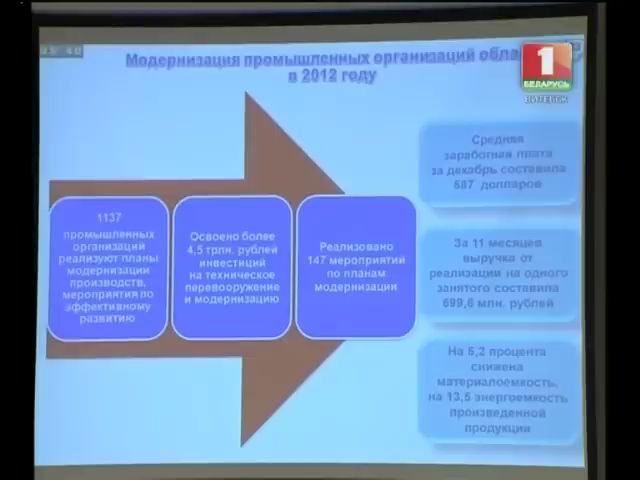 05 40
Модернизация промышленных организаций
в 2012 году
1
БЕЛАРУСЬ
ВИТЕБСК
1137
промышленных
организаций
реализуют планы
модернизации
производств,
мероприятия по
эффективному
развитию
Освоено более
4,5 трлн. рублей
инвестиций
на техническое
перевооружение
и модернизацию
Реализовано
147 мероприятий
по планам
модернизации
Средняя
заработная плата
за декабрь составила
587 долларов
За 11 месяцев
выручка от
реализации на одного
занятого составила
699,6 млн. рублей
На 5,2 процента
снижена
материалоемкость,
на 13,5 энергоемкость
произведенной
продукции